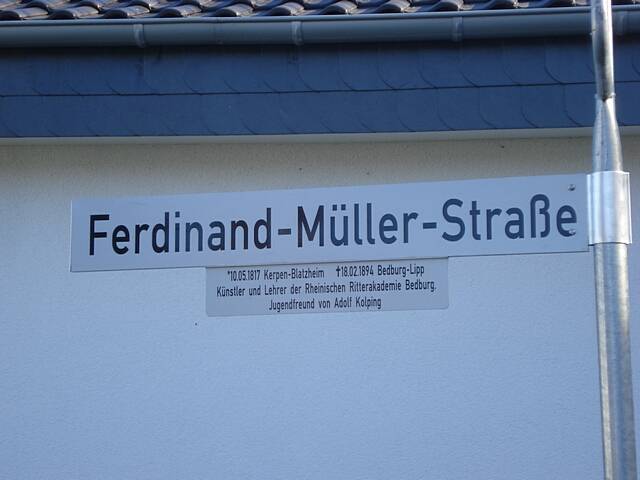 Ferdinand-Müller-Straße
*10.05.1817 Kerpen-Blatzheim ✝18.02.1894 Bedburg-Lipp
Künstler und Lehrer der Rheinischen Ritterakademie Bedburg.
Jugendfreund von Adolf Kolping